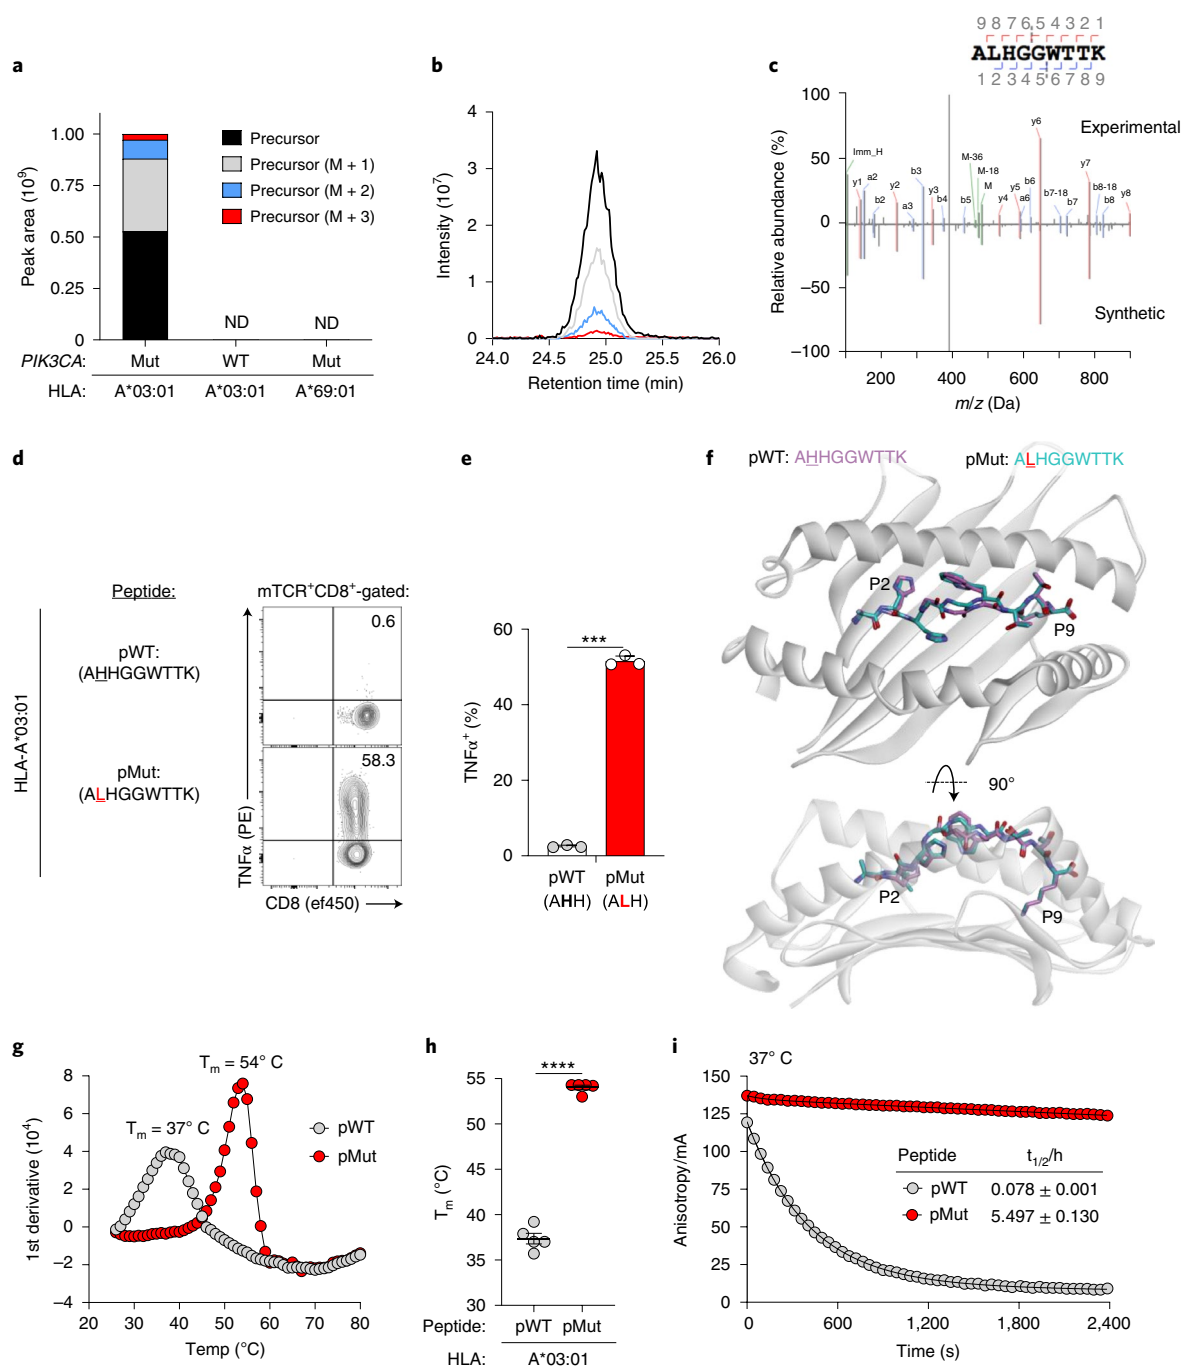 a
Peak area (10⁹)
1.00
0.75
0.50
0.25
0
Precursor
Precursor (M + 1)
Precursor (M + 2)
Precursor (M + 3)
ND
ND
PIK3CA:
Mut
WT
Mut
HLA:
A*03:01
A*03:01
A*69:01
b
Intensity (10⁷)
4
3
2
1
0
24.0
24.5
25.0
25.5
26.0
Retention time (min)
c
9 8 7 6 5 4 3 2 1
ALHGGWTTK
1 2 3 4 5 6 7 8 9
Relative abundance (%)
100
50
0
−50
−100
Experimental
Synthetic
Imm_H
y1
a2
b2
y2
a3
b3
y3
b4
b5
M-36
M-18
M
y4
y5
a6
b6
y6
b7-18
b7
y7
b8-18
b8
y8
200
400
600
800
m/z (Da)
d
HLA-A*03:01
Peptide:
mTCR⁺CD8⁺-gated:
pWT:
(AHHGGWTTK)
0.6
pMut:
(ALHGGWTTK)
58.3
TNFα (PE)
CD8 (ef450)
e
TNFα⁺ (%)
60
40
20
0
***
pWT
(AHH)
pMut
(ALH)
f
pWT: AHHGGWTTK
pMut: ALHGGWTTK
P2
P9
90°
P2
P9
g
1st derivative (10⁴)
8
6
4
2
0
−2
−4
Tₘ = 54° C
Tₘ = 37° C
pWT
pMut
20
30
40
50
60
70
80
Temp (°C)
h
Tₘ (°C)
55
50
45
40
35
30
****
Peptide:
pWT
pMut
HLA:
A*03:01
i
37° C
Anisotropy/mA
150
125
100
75
50
25
0
Peptide
t1/2/h
pWT
0.078 ± 0.001
pMut
5.497 ± 0.130
0
600
1,200
1,800
2,400
Time (s)